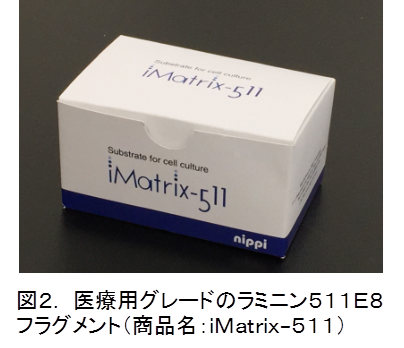 Substrate for cell culture
iMatrix-511
Substrate for cell culture
iMatrix-511
nippi
図2. 医療用グレードのラミニン511E8
フラグメント(商品名:iMatrix-511)